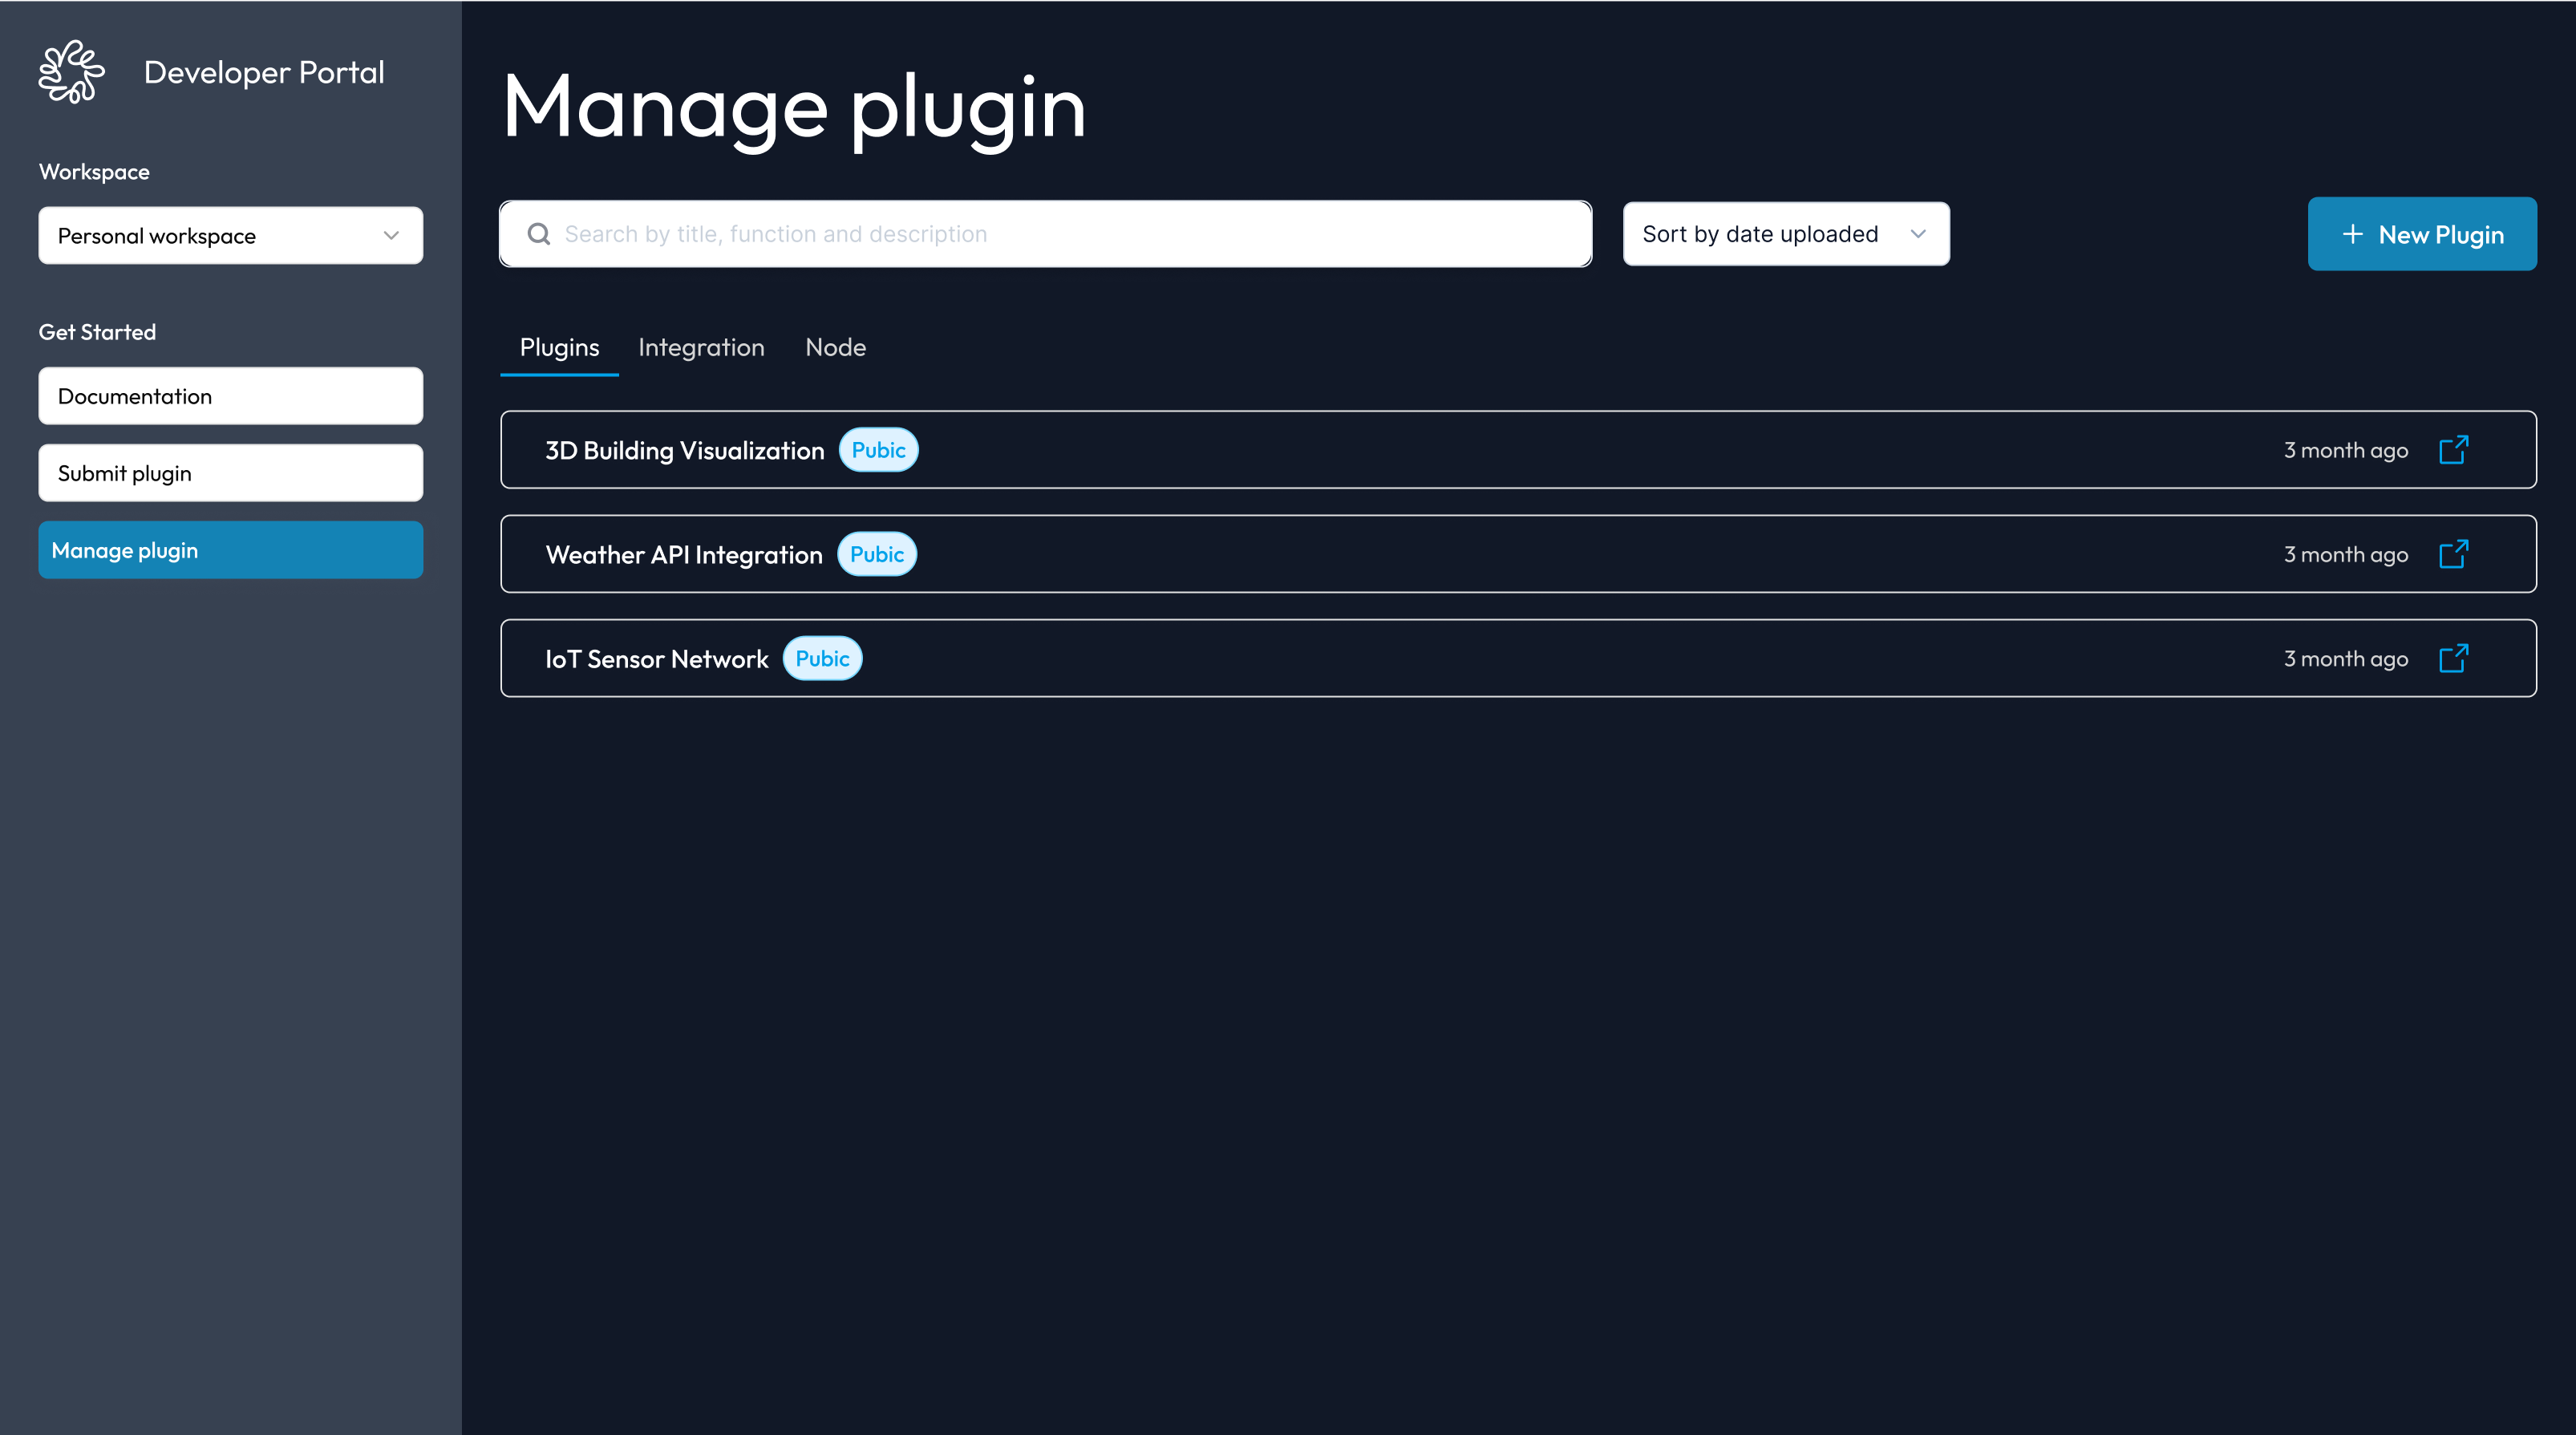 Developer Portal
Workspace
Personal workspace
Get Started
Documentation
Submit plugin
Manage plugin
Manage plugin
Search by title, function and description
Sort by date uploaded
New Plugin
Plugins Integration Node
3D Building Visualization Pubic 3 month ago
Weather API Integration Pubic 3 month ago
IoT Sensor Network Pubic 3 month ago